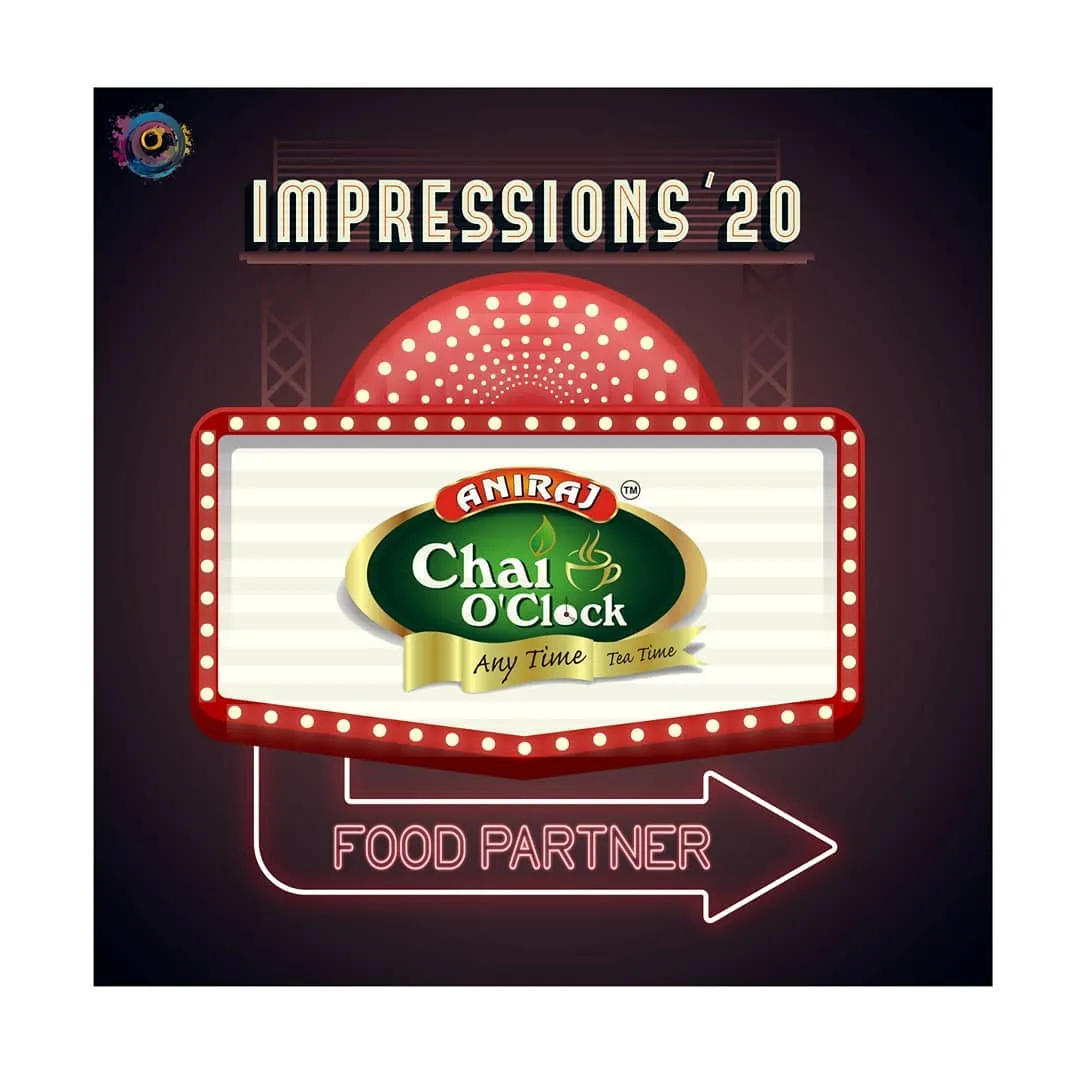 IMPRESSIONS'20
ANIRAJ TM
Chai
O'Clock
Any Time Tea Time
FOOD PARTNER